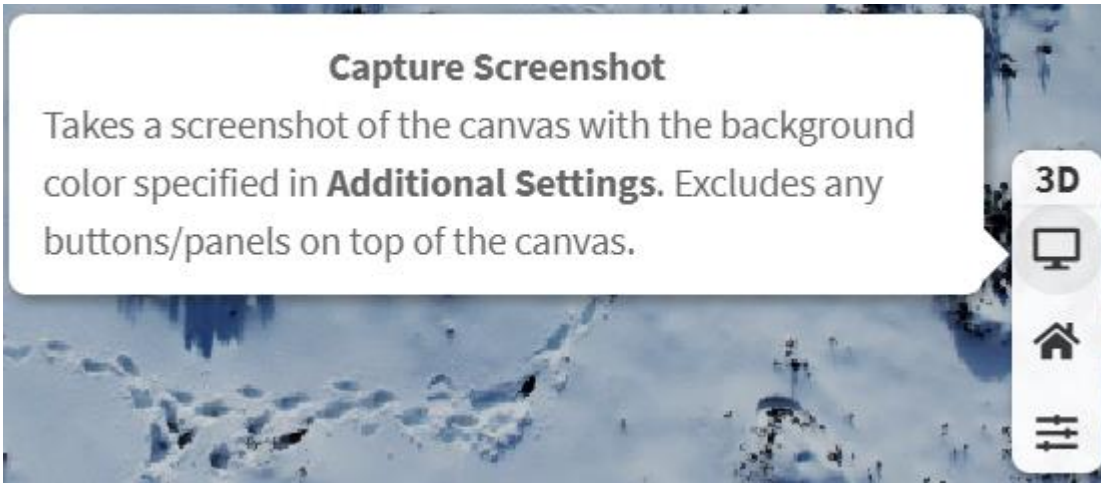 Capture Screenshot
Takes a screenshot of the canvas with the background
color specified in Additional Settings. Excludes any
buttons/panels on top of the canvas.
3D